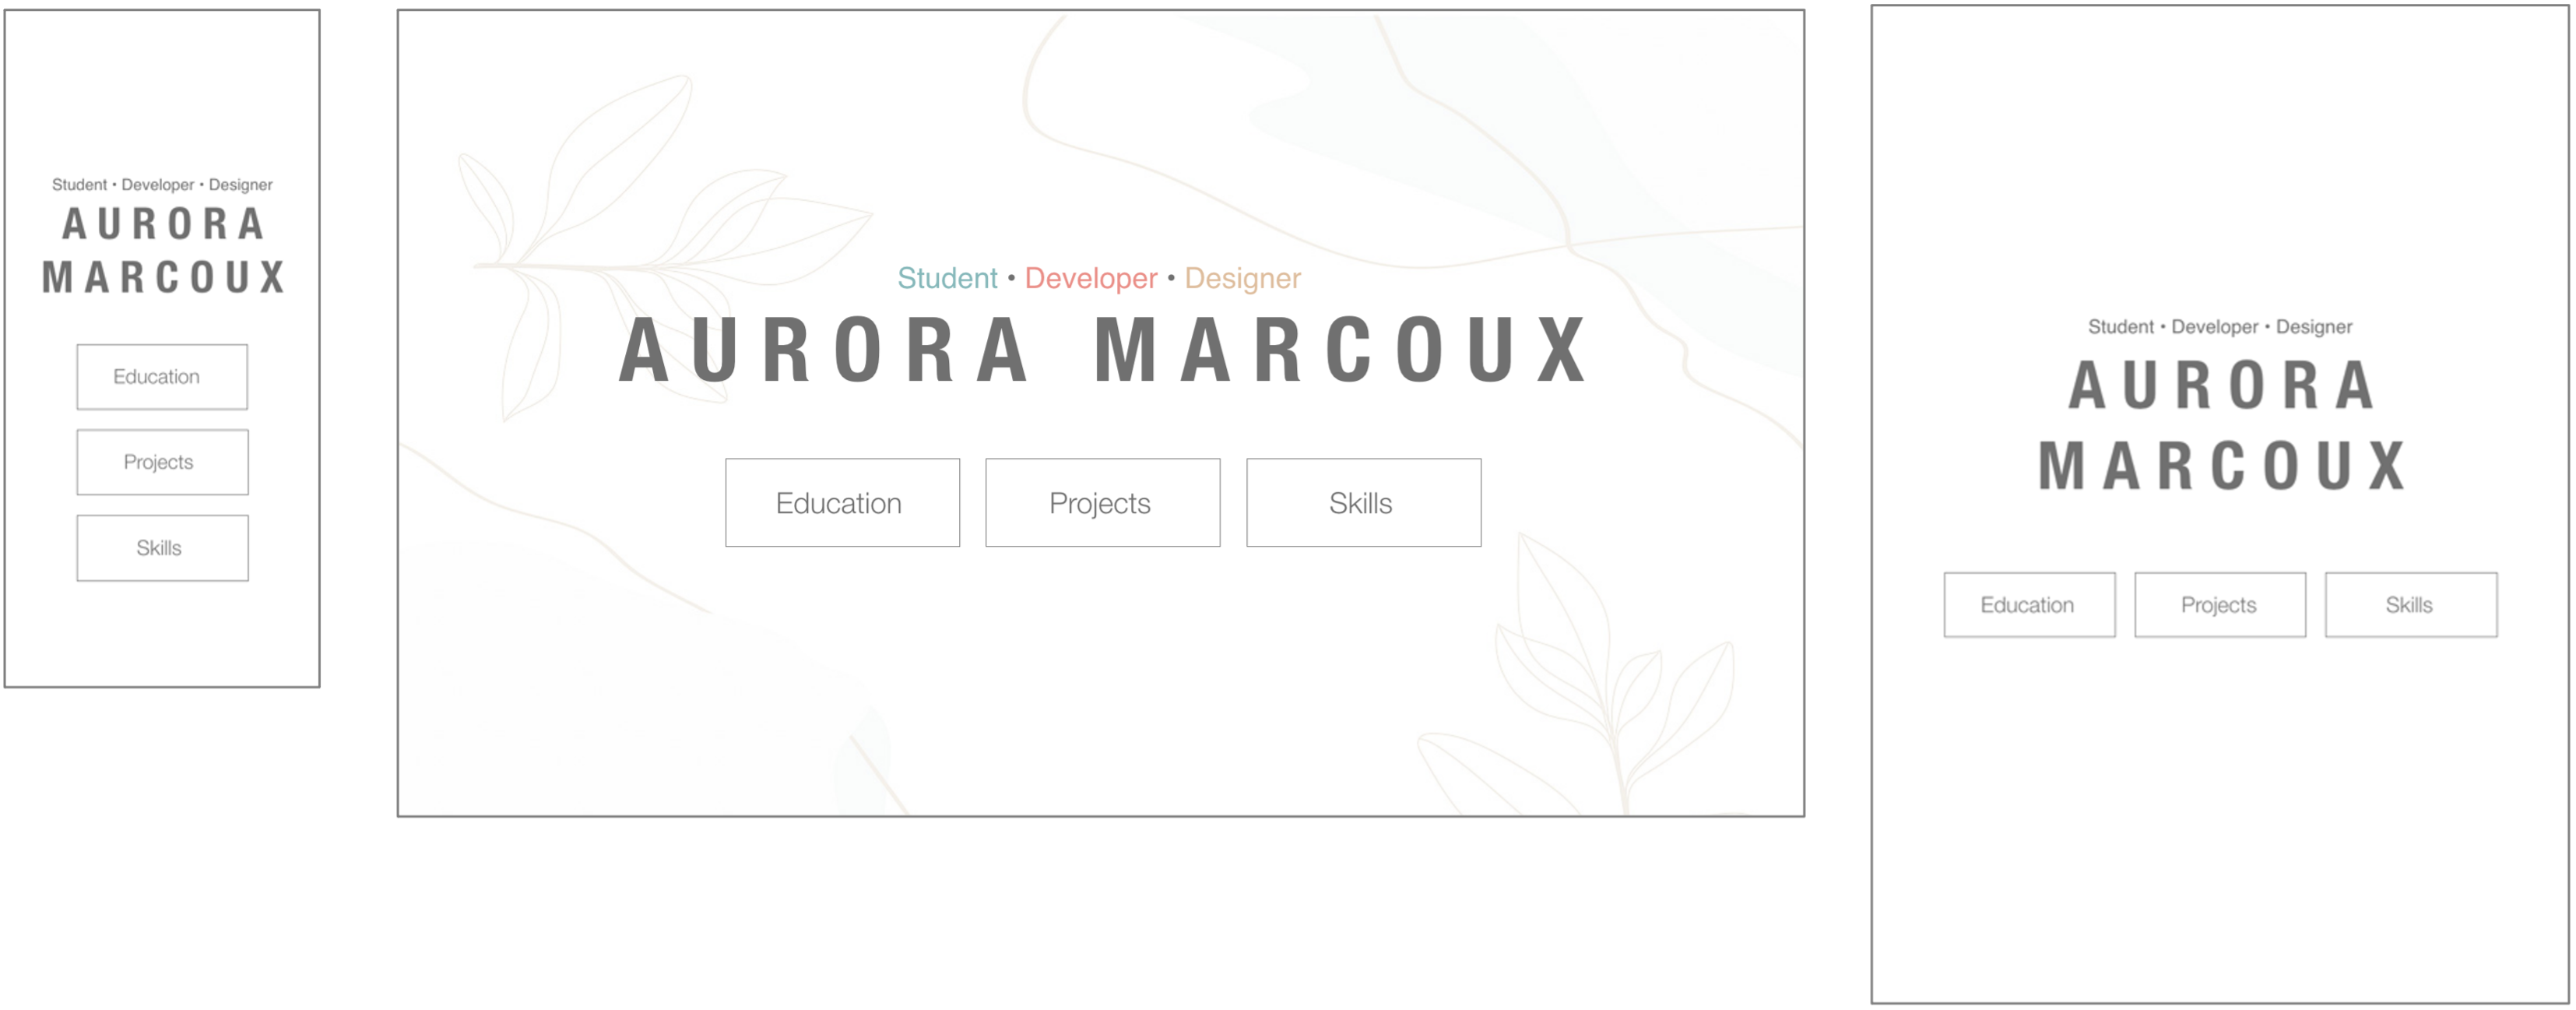 Student • Developer • Designer
AURORA
MARCOUX
Education
Projects
Skills
Student • Developer • Designer
AURORA MARCOUX
Education Projects Skills
Student • Developer • Designer
AURORA
MARCOUX
Education Projects Skills